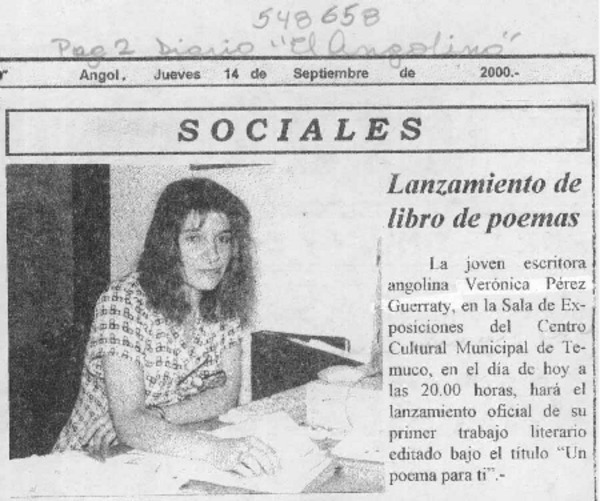 548658
Pag 2 Diario "El Angolino"
Angol, Jueves 14 de Septiembre de 2000.-
SOCIALES
Lanzamiento de
libro de poemas
La joven escritora
angolina Verónica Pérez
Guerraty, en la Sala de Ex-
posiciones del Centro
Cultural Municipal de Te-
muco, en el día de hoy a
las 20.00 horas, hará el
lanzamiento oficial de su
primer trabajo literario
editado bajo el título “Un
poema para ti”.-